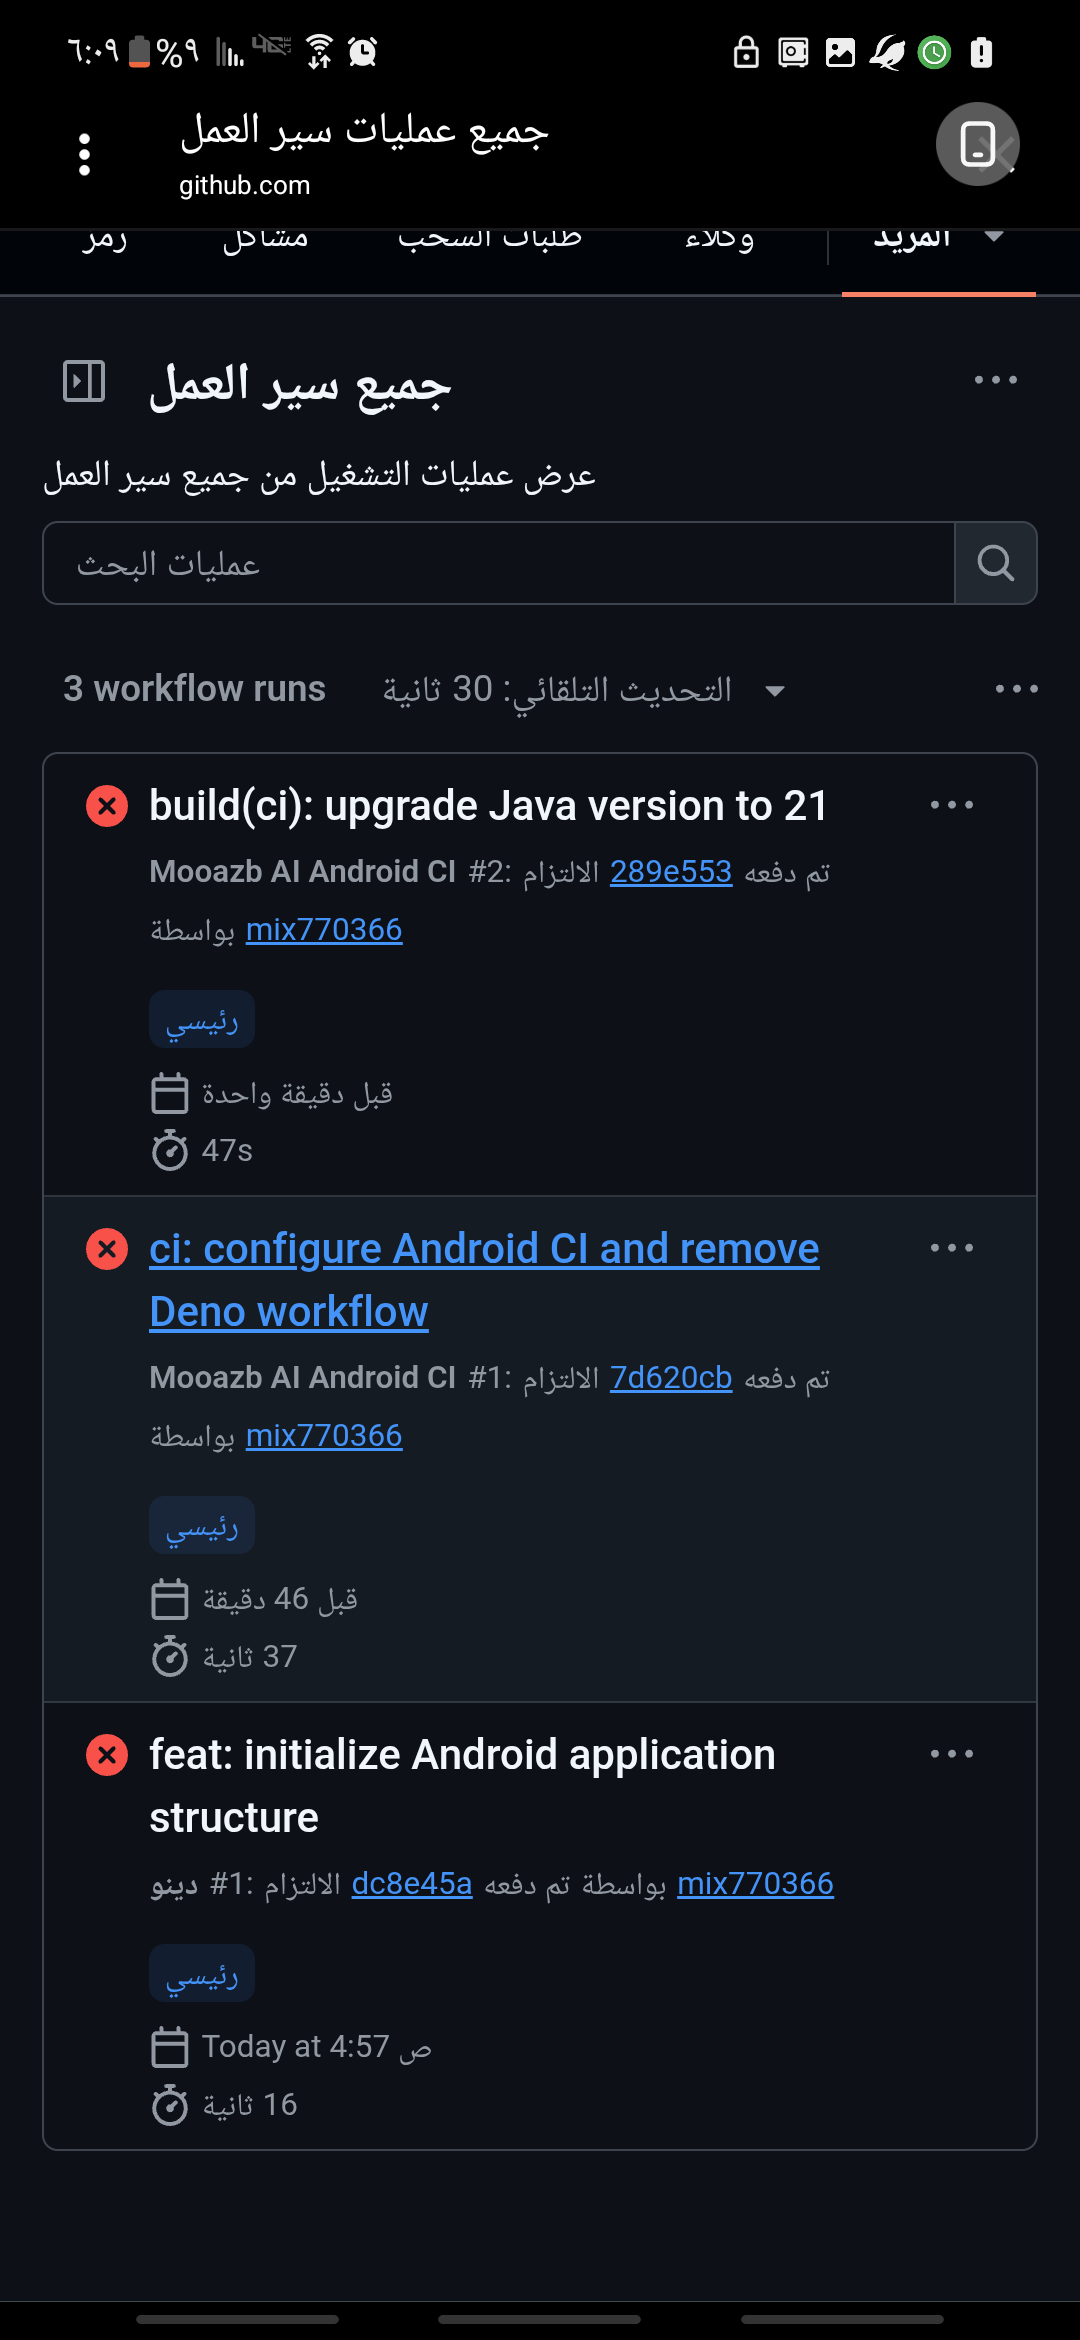 ٦:٠٩ %٩
جميع عمليات سير العمل
github.com
رمز مشاكل طلبات السحب وكلاء المزيد
جميع سير العمل
عرض عمليات التشغيل من جميع سير العمل
عمليات البحث
3 workflow runs التحديث التلقائي: 30 ثانية
build(ci): upgrade Java version to 21
Mooazb AI Android CI #2: الالتزام 289e553 تم دفعه
بواسطة mix770366
رئيسي
قبل دقيقة واحدة
47s
ci: configure Android CI and remove
Deno workflow
Mooazb AI Android CI #1: الالتزام 7d620cb تم دفعه
بواسطة mix770366
رئيسي
قبل 46 دقيقة
37 ثانية
feat: initialize Android application
structure
دينو #1: الالتزام dc8e45a تم دفعه بواسطة mix770366
رئيسي
Today at 4:57 ص
16 ثانية